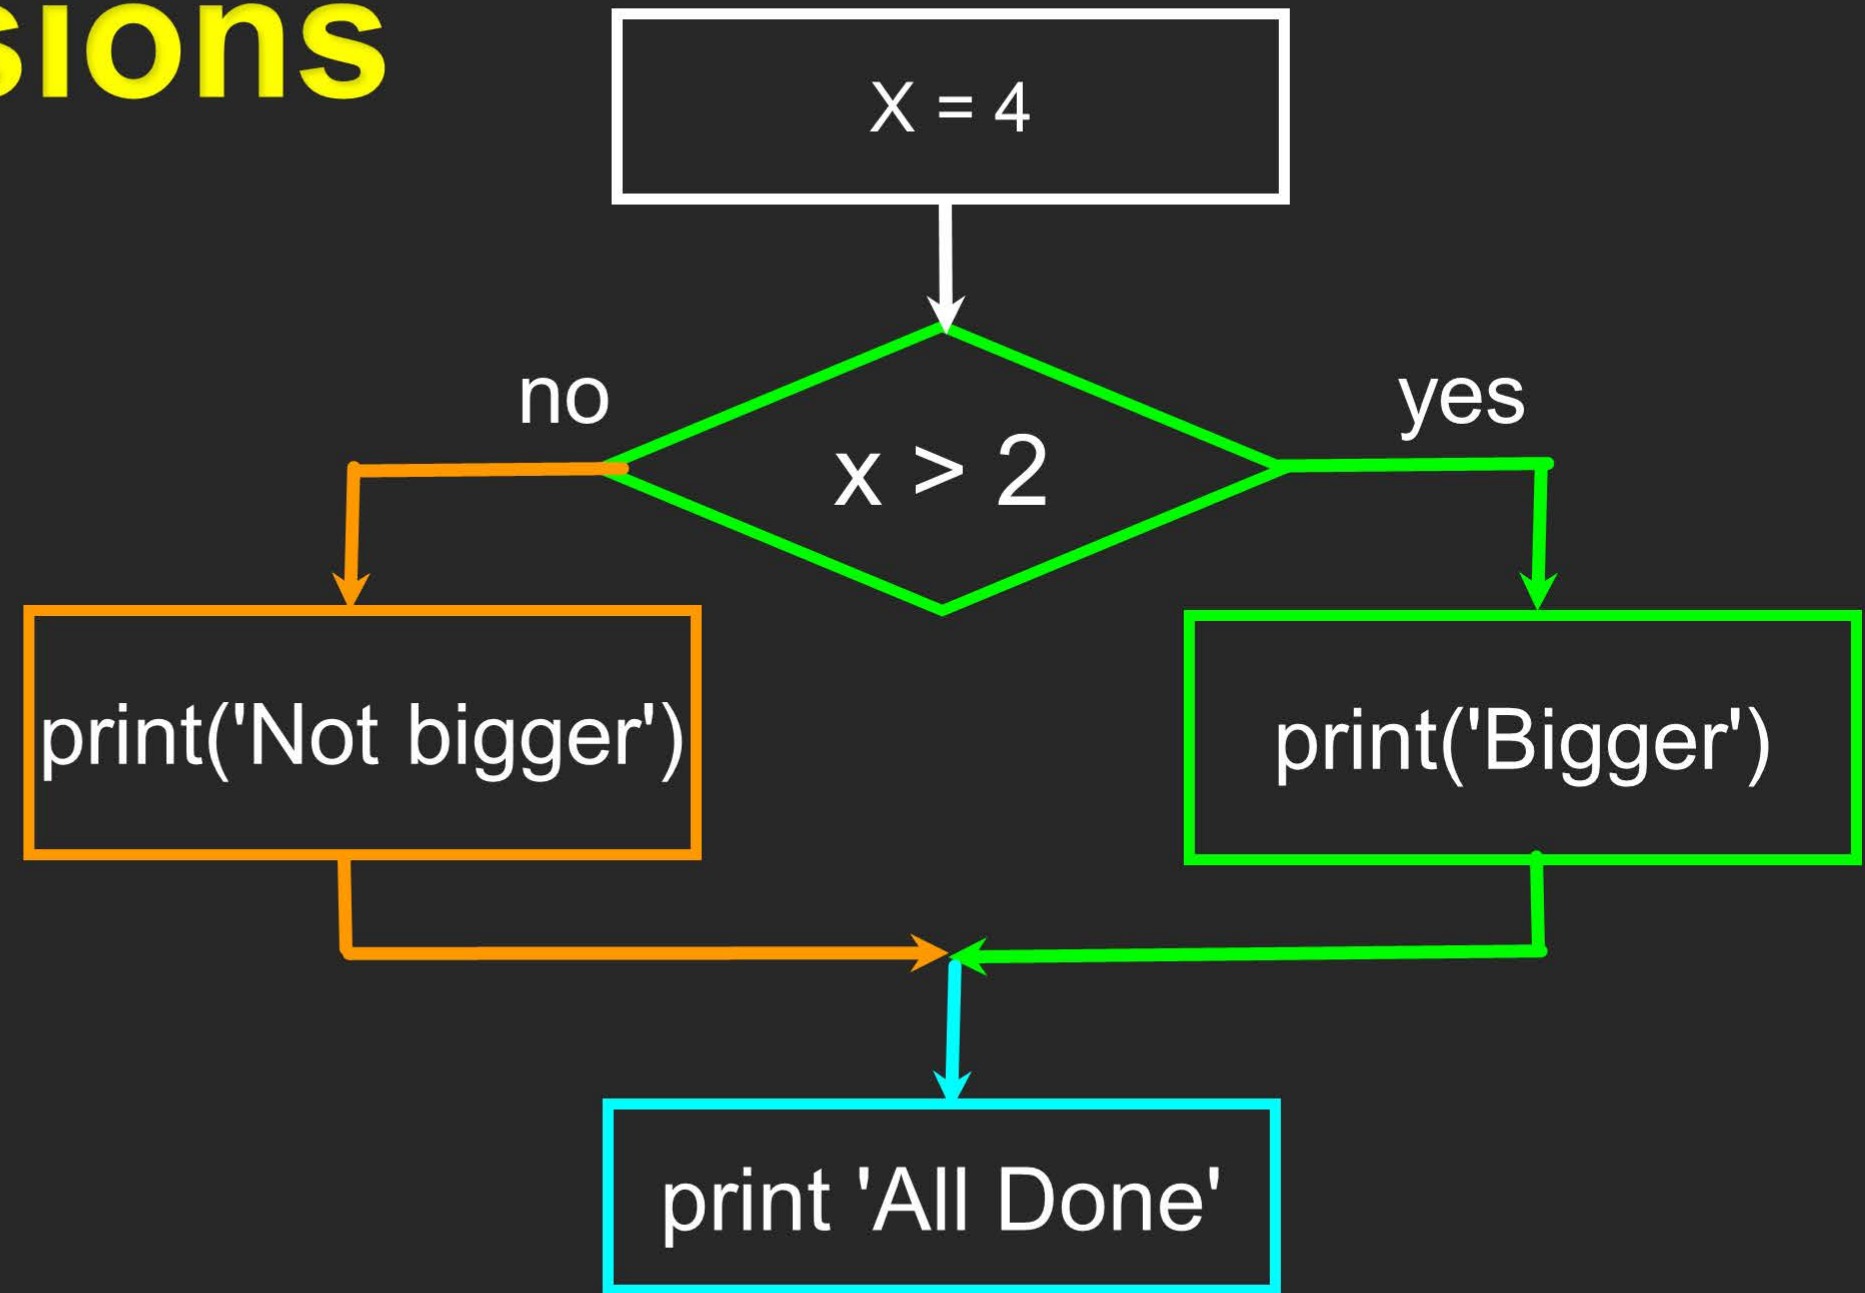 sions
X = 4
no
yes
x > 2
print('Not bigger')
print('Bigger')
print 'All Done'